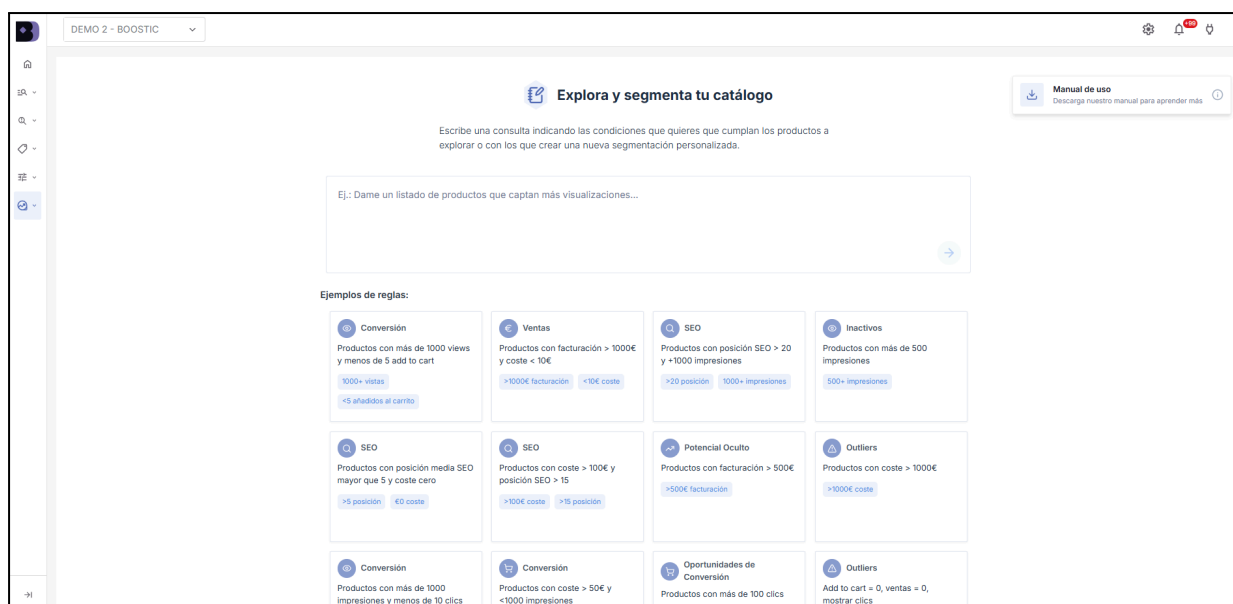 DEMO 2 - BOOSTIC
+99
Explora y segmenta tu catálogo
Manual de uso
Descarga nuestro manual para aprender más
Escribe una consulta indicando las condiciones que quieres que cumplan los productos a
explorar o con los que crear una nueva segmentación personalizada.
Ej.: Dame un listado de productos que captan más visualizaciones...
Ejemplos de reglas:
Conversión
Productos con más de 1000 views
y menos de 5 add to cart
1000+ vistas
<5 añadidos al carrito
Ventas
Productos con facturación > 1000€
y coste < 10€
>1000€ facturación <10€ coste
SEO
Productos con posición SEO > 20
y +1000 impresiones
>20 posición 1000+ impresiones
Inactivos
Productos con más de 500
impresiones
500+ impresiones
SEO
Productos con posición media SEO
mayor que 5 y coste cero
>5 posición €0 coste
SEO
Productos con coste > 100€ y
posición SEO > 15
>100€ coste >15 posición
Potencial Oculto
Productos con facturación > 500€
>500€ facturación
Outliers
Productos con coste > 1000€
>1000€ coste
Conversión
Productos con más de 1000
impresiones y menos de 10 clics
Conversión
Productos con coste > 50€ y
<1000 impresiones
Oportunidades de
Conversión
Productos con más de 100 clics
Outliers
Add to cart = 0, ventas = 0,
mostrar clics